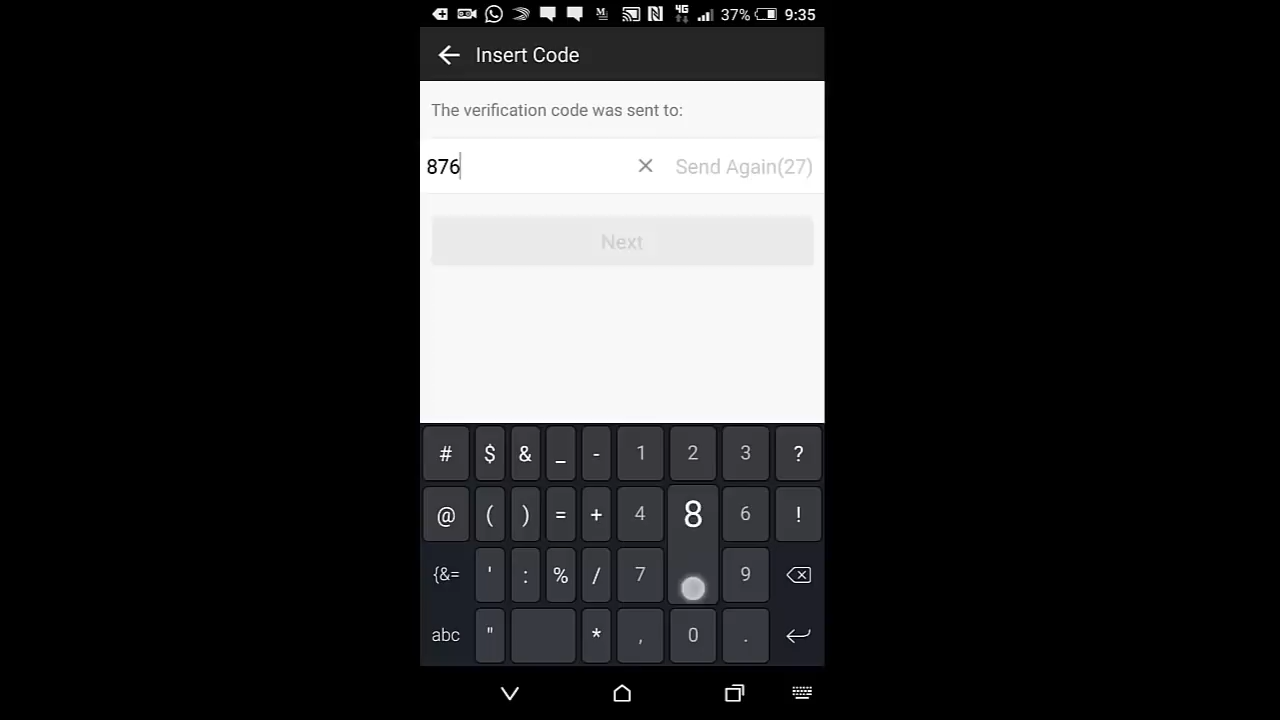 37% 9:35
Insert Code
The verification code was sent to:
876 Send Again(27)
Next
# $ & _ - 1 2 3 ?
@ ( ) = + 4 8 6 !
{&= ' : % / 7 9
abc " * , 0 .